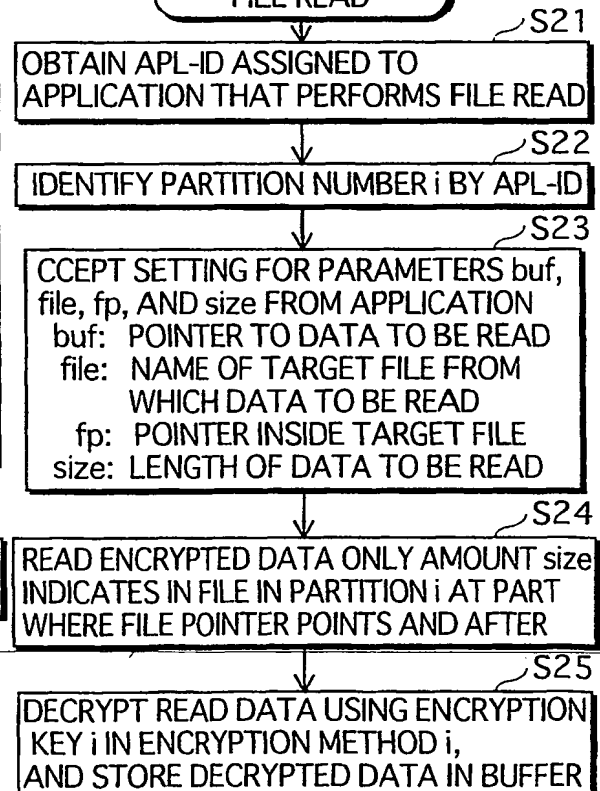 FILE READ
S21
OBTAIN APL-ID ASSIGNED TO
APPLICATION THAT PERFORMS FILE READ
S22
IDENTIFY PARTITION NUMBER i BY APL-ID
S23
CCEPT SETTING FOR PARAMETERS buf,
file, fp, AND size FROM APPLICATION
buf: POINTER TO DATA TO BE READ
file: NAME OF TARGET FILE FROM
WHICH DATA TO BE READ
fp: POINTER INSIDE TARGET FILE
size: LENGTH OF DATA TO BE READ
S24
READ ENCRYPTED DATA ONLY AMOUNT size
INDICATES IN FILE IN PARTITION i AT PART
WHERE FILE POINTER POINTS AND AFTER
S25
DECRYPT READ DATA USING ENCRYPTION
KEY i IN ENCRYPTION METHOD i,
AND STORE DECRYPTED DATA IN BUFFER